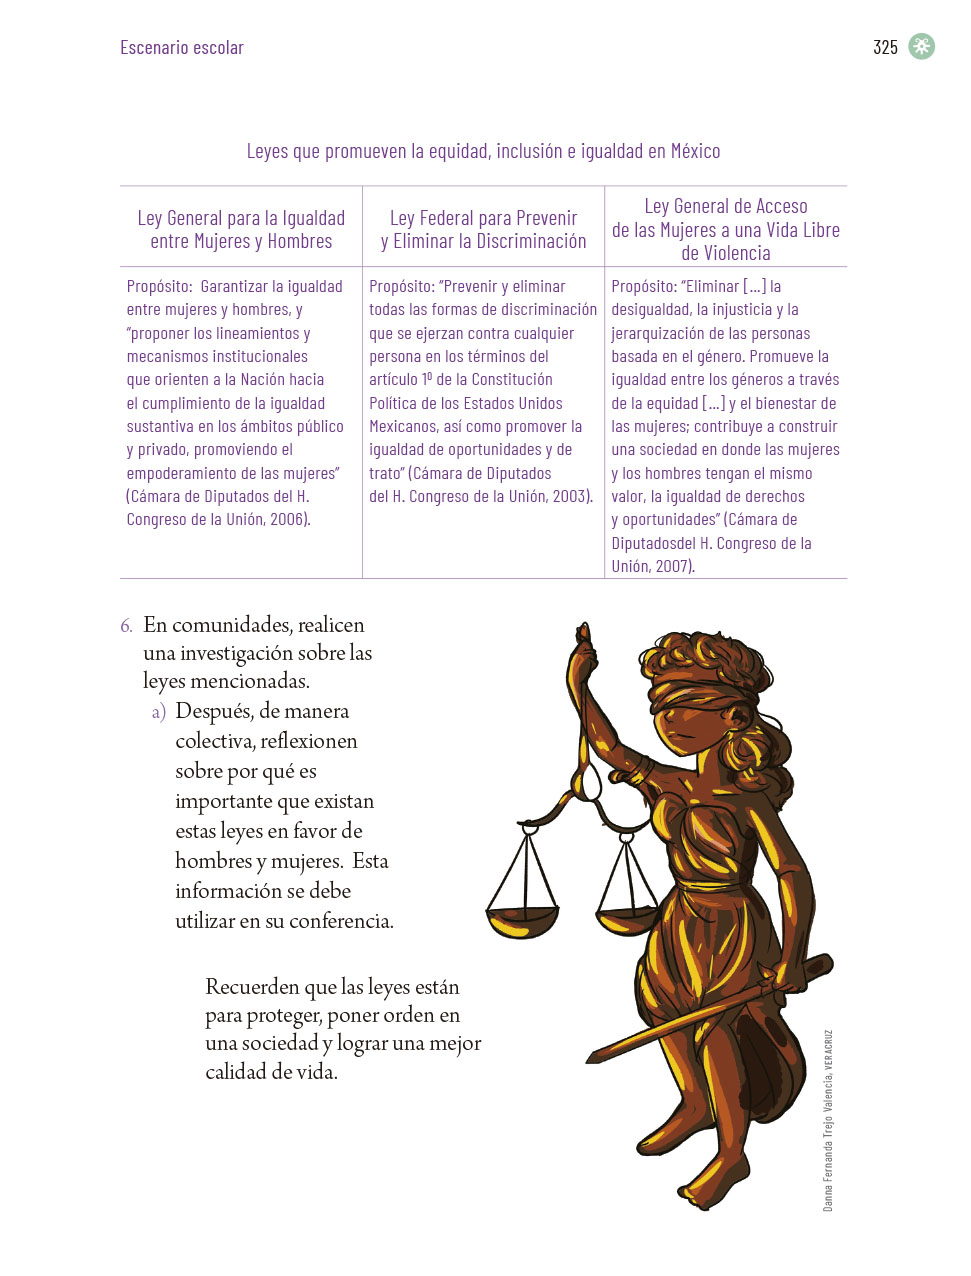 Escenario escolar
325
Leyes que promueven la equidad, inclusión e igualdad en México
Ley General para la Igualdad
entre Mujeres y Hombres
Ley Federal para Prevenir
y Eliminar la Discriminación
Ley General de Acceso
de las Mujeres a una Vida Libre
de Violencia
Propósito: Garantizar la igualdad
entre mujeres y hombres, y
“proponer los lineamientos y
mecanismos institucionales
que orienten a la Nación hacia
el cumplimiento de la igualdad
sustantiva en los ámbitos público
y privado, promoviendo el
empoderamiento de las mujeres”
(Cámara de Diputados del H.
Congreso de la Unión, 2006).
Propósito: “Prevenir y eliminar
todas las formas de discriminación
que se ejerzan contra cualquier
persona en los términos del
artículo 1º de la Constitución
Política de los Estados Unidos
Mexicanos, así como promover la
igualdad de oportunidades y de
trato” (Cámara de Diputados
del H. Congreso de la Unión, 2003).
Propósito: “Eliminar [...] la
desigualdad, la injusticia y la
jerarquización de las personas
basada en el género. Promueve la
igualdad entre los géneros a través
de la equidad [...] y el bienestar de
las mujeres; contribuye a construir
una sociedad en donde las mujeres
y los hombres tengan el mismo
valor, la igualdad de derechos
y oportunidades” (Cámara de
Diputadosdel H. Congreso de la
Unión, 2007).
6. En comunidades, realicen
una investigación sobre las
leyes mencionadas.
a) Después, de manera
colectiva, reflexionen
sobre por qué es
importante que existan
estas leyes en favor de
hombres y mujeres. Esta
información se debe
utilizar en su conferencia.
Recuerden que las leyes están
para proteger, poner orden en
una sociedad y lograr una mejor
calidad de vida.
Danna Fernanda Trejo Valencia, VERACRUZ